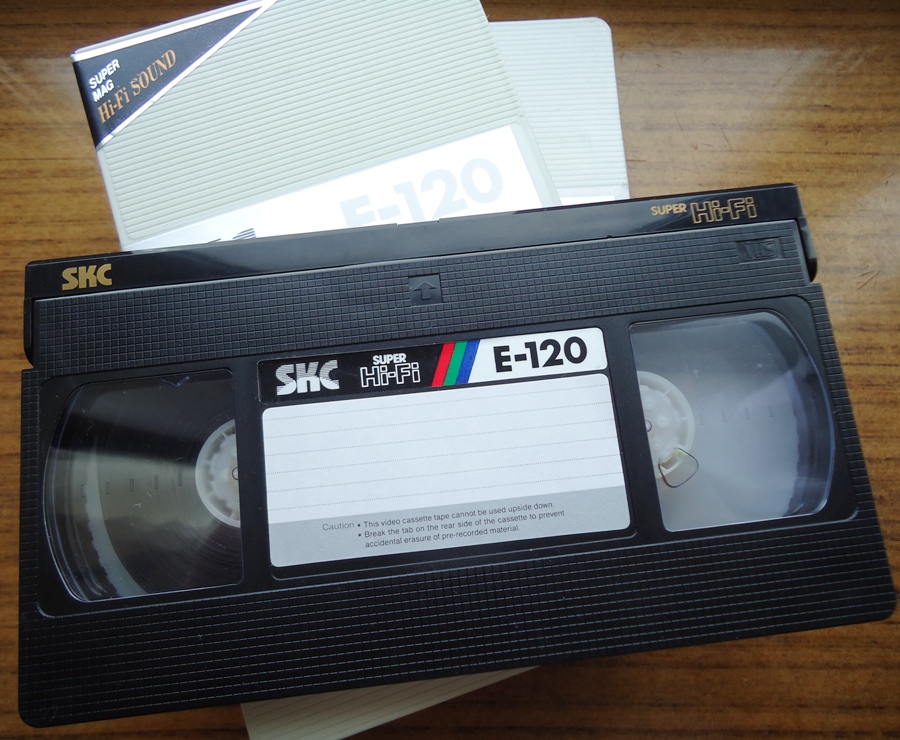 SUPER
MAG
Hi-Fi SOUND
E-120
SKC
SUPER Hi-Fi
VHS
SKC
SUPER
Hi-Fi
E-120
Caution • This video cassette tape cannot be used upside down.
• Break the tab on the rear side of the cassette to prevent
accidental erasure of pre-recorded material.